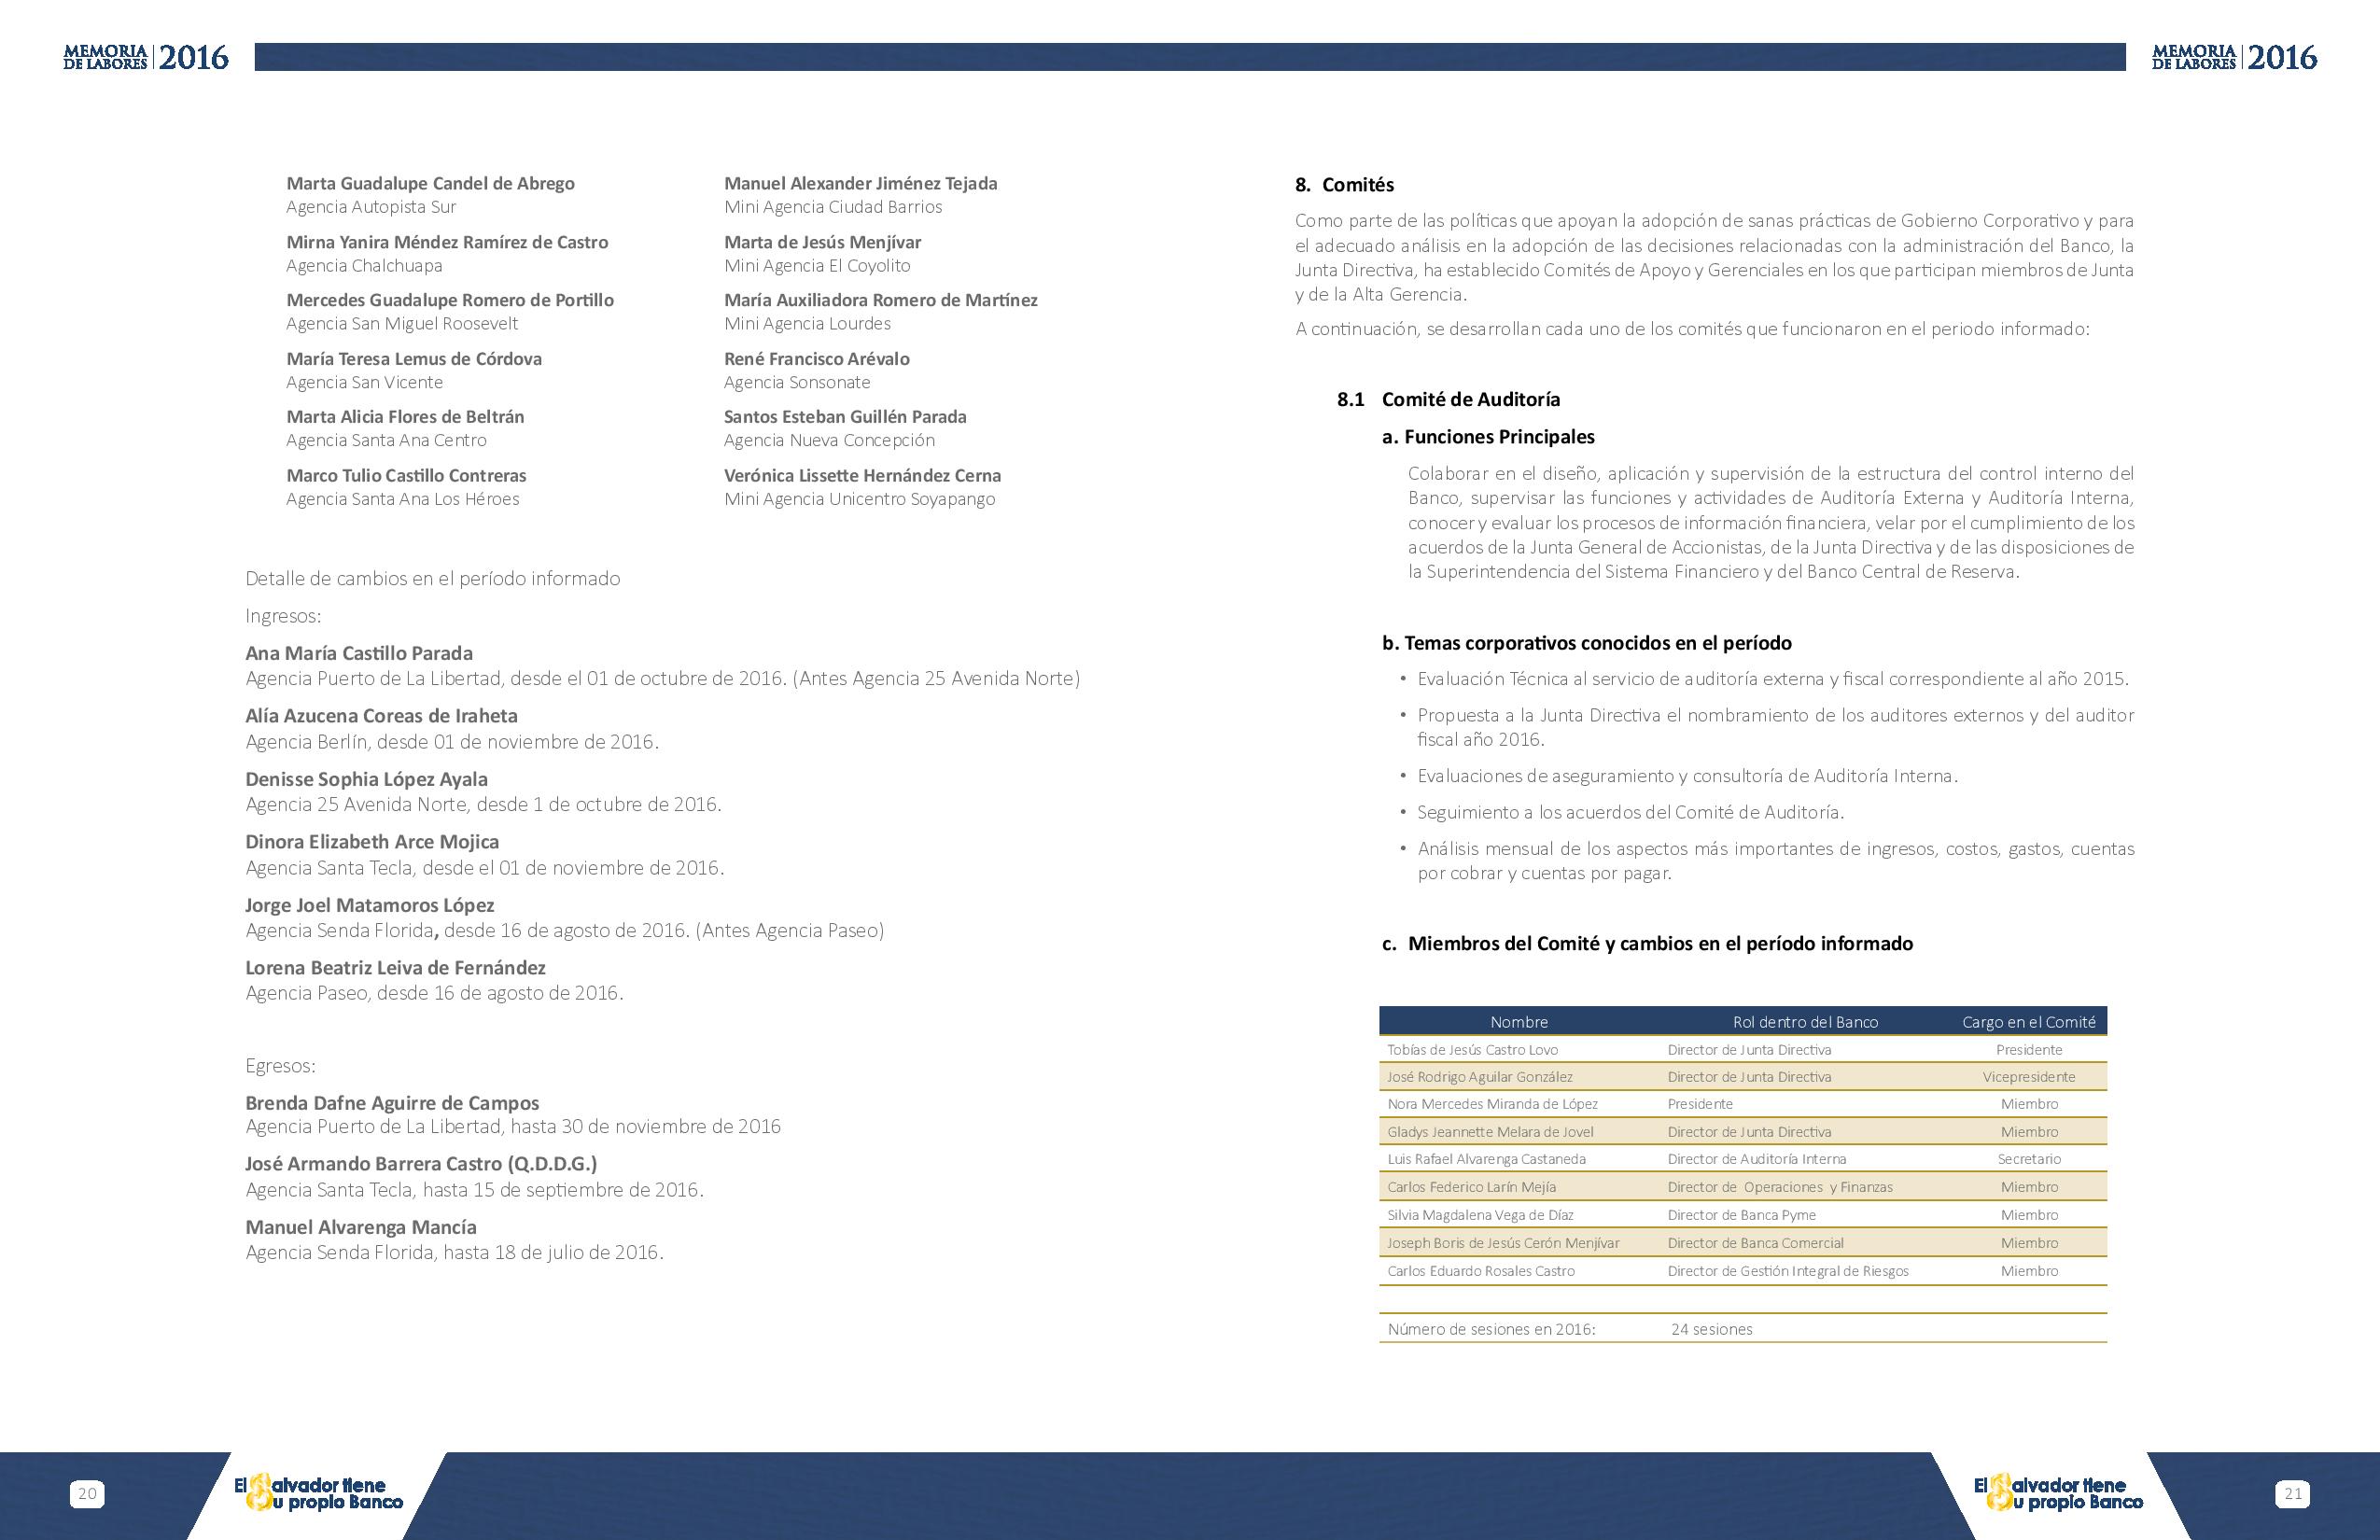 MEMORIA
DE LABORES 2016
MEMORIA
DE LABORES 2016
Marta Guadalupe Candel de Abrego
Agencia Autopista Sur
Mirna Yanira Méndez Ramírez de Castro
Agencia Chalchuapa
Mercedes Guadalupe Romero de Portillo
Agencia San Miguel Roosevelt
María Teresa Lemus de Córdova
Agencia San Vicente
Marta Alicia Flores de Beltrán
Agencia Santa Ana Centro
Marco Tulio Castillo Contreras
Agencia Santa Ana Los Héroes
Manuel Alexander Jiménez Tejada
Mini Agencia Ciudad Barrios
Marta de Jesús Menjívar
Mini Agencia El Coyolito
María Auxiliadora Romero de Martínez
Mini Agencia Lourdes
René Francisco Arévalo
Agencia Sonsonate
Santos Esteban Guillén Parada
Agencia Nueva Concepción
Verónica Lissette Hernández Cerna
Mini Agencia Unicentro Soyapango
Detalle de cambios en el período informado
Ingresos:
Ana María Castillo Parada
Agencia Puerto de La Libertad, desde el 01 de octubre de 2016. (Antes Agencia 25 Avenida Norte)
Alía Azucena Coreas de Iraheta
Agencia Berlín, desde 01 de noviembre de 2016.
Denisse Sophia López Ayala
Agencia 25 Avenida Norte, desde 1 de octubre de 2016.
Dinora Elizabeth Arce Mojica
Agencia Santa Tecla, desde el 01 de noviembre de 2016.
Jorge Joel Matamoros López
Agencia Senda Florida, desde 16 de agosto de 2016. (Antes Agencia Paseo)
Lorena Beatriz Leiva de Fernández
Agencia Paseo, desde 16 de agosto de 2016.
Egresos:
Brenda Dafne Aguirre de Campos
Agencia Puerto de La Libertad, hasta 30 de noviembre de 2016
José Armando Barrera Castro (Q.D.D.G.)
Agencia Santa Tecla, hasta 15 de septiembre de 2016.
Manuel Alvarenga Mancía
Agencia Senda Florida, hasta 18 de julio de 2016.
8. Comités
Como parte de las políticas que apoyan la adopción de sanas prácticas de Gobierno Corporativo y para
el adecuado análisis en la adopción de las decisiones relacionadas con la administración del Banco, la
Junta Directiva, ha establecido Comités de Apoyo y Gerenciales en los que participan miembros de Junta
y de la Alta Gerencia.
A continuación, se desarrollan cada uno de los comités que funcionaron en el periodo informado:
8.1 Comité de Auditoría
a. Funciones Principales
Colaborar en el diseño, aplicación y supervisión de la estructura del control interno del
Banco, supervisar las funciones y actividades de Auditoría Externa y Auditoría Interna,
conocer y evaluar los procesos de información financiera, velar por el cumplimiento de los
acuerdos de la Junta General de Accionistas, de la Junta Directiva y de las disposiciones de
la Superintendencia del Sistema Financiero y del Banco Central de Reserva.
b. Temas corporativos conocidos en el período
• Evaluación Técnica al servicio de auditoría externa y fiscal correspondiente al año 2015.
• Propuesta a la Junta Directiva el nombramiento de los auditores externos y del auditor
fiscal año 2016.
• Evaluaciones de aseguramiento y consultoría de Auditoría Interna.
• Seguimiento a los acuerdos del Comité de Auditoría.
• Análisis mensual de los aspectos más importantes de ingresos, costos, gastos, cuentas
por cobrar y cuentas por pagar.
c. Miembros del Comité y cambios en el período informado
Nombre Rol dentro del Banco Cargo en el Comité
Tobías de Jesús Castro Lovo Director de Junta Directiva Presidente
José Rodrigo Aguilar González Director de Junta Directiva Vicepresidente
Nora Mercedes Miranda de López Presidente Miembro
Gladys Jeannette Melara de Jovel Director de Junta Directiva Miembro
Luis Rafael Alvarenga Castaneda Director de Auditoría Interna Secretario
Carlos Federico Larín Mejía Director de Operaciones y Finanzas Miembro
Silvia Magdalena Vega de Díaz Director de Banca Pyme Miembro
Joseph Boris de Jesús Cerón Menjívar Director de Banca Comercial Miembro
Carlos Eduardo Rosales Castro Director de Gestión Integral de Riesgos Miembro
Número de sesiones en 2016: 24 sesiones
20
El Salvador tiene
Su propio Banco
El Salvador tiene
Su propio Banco
21